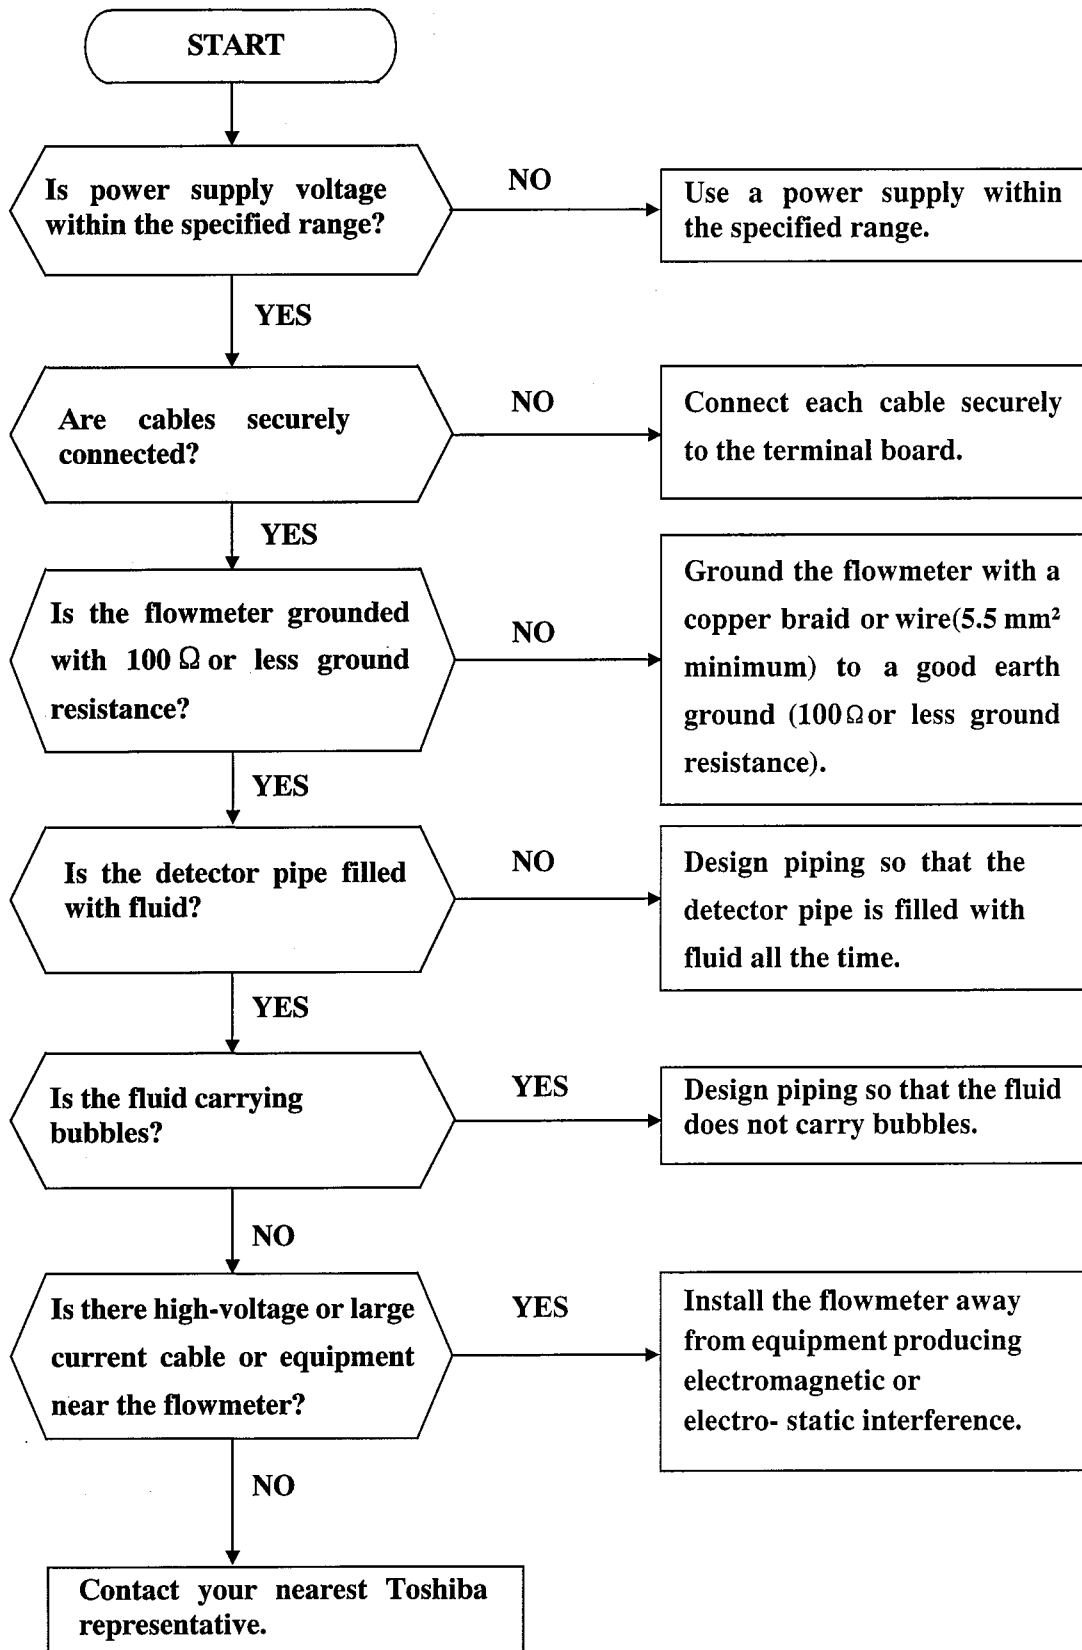 START
Is power supply voltage
within the specified range?
NO
Use a power supply within
the specified range.
YES
Are cables securely
connected?
NO
Connect each cable securely
to the terminal board.
YES
Is the flowmeter grounded
with 100 Ω or less ground
resistance?
NO
Ground the flowmeter with a
copper braid or wire(5.5 mm²
minimum) to a good earth
ground (100Ω or less ground
resistance).
YES
Is the detector pipe filled
with fluid?
NO
Design piping so that the
detector pipe is filled with
fluid all the time.
YES
Is the fluid carrying
bubbles?
YES
Design piping so that the fluid
does not carry bubbles.
NO
Is there high-voltage or large
current cable or equipment
near the flowmeter?
YES
Install the flowmeter away
from equipment producing
electromagnetic or
electro- static interference.
NO
Contact your nearest Toshiba
representative.